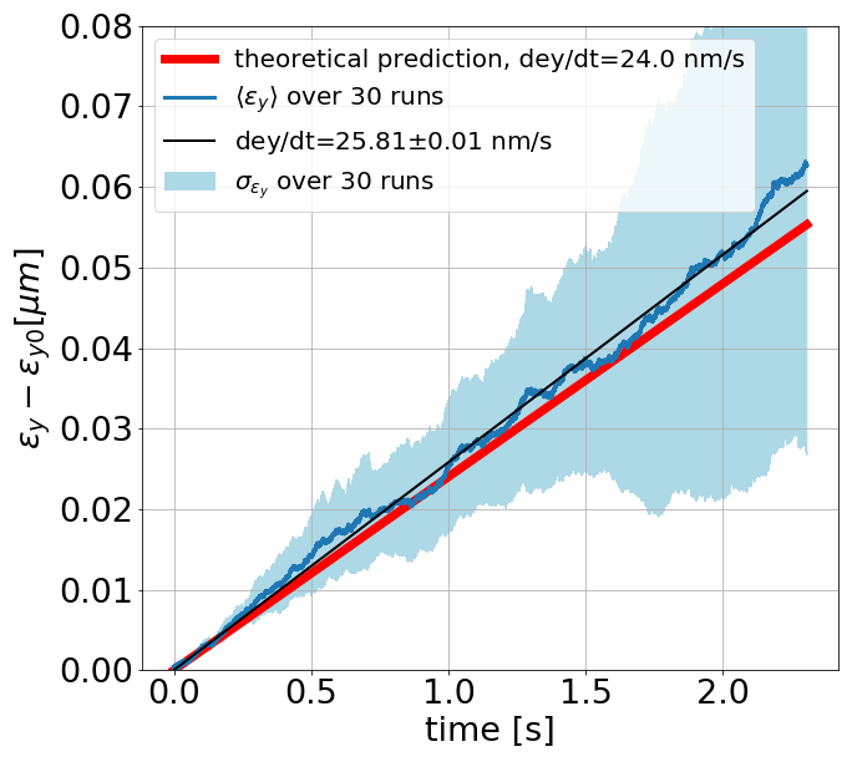 0.08
0.07
0.06
0.05
0.04
0.03
0.02
0.01
0.00
εy − εy0[μm]
theoretical prediction, dey/dt=24.0 nm/s
⟨εy⟩ over 30 runs
dey/dt=25.81±0.01 nm/s
σεy over 30 runs
0.0 0.5 1.0 1.5 2.0
time [s]